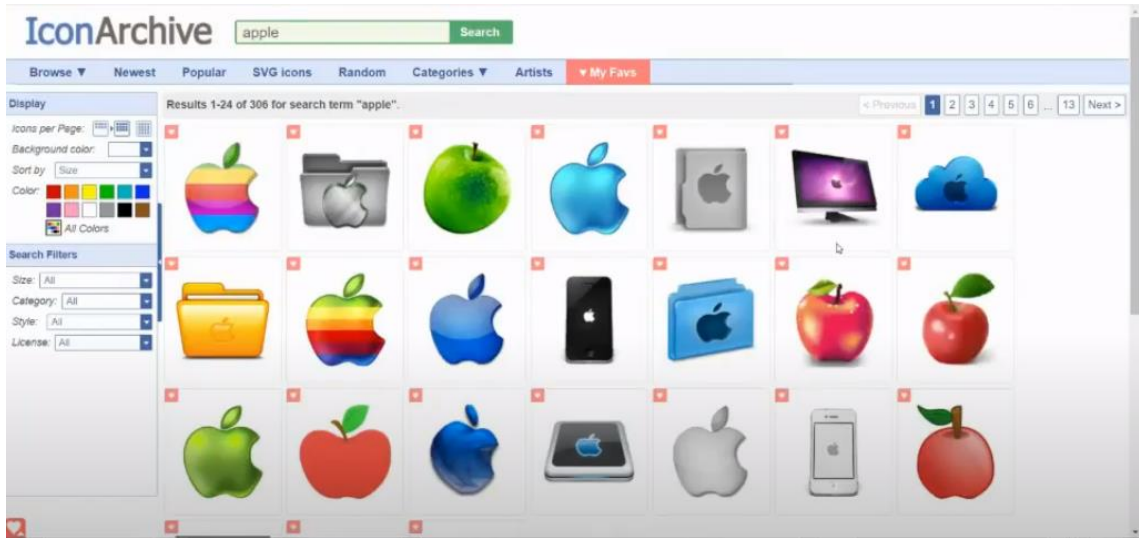 IconArchive
apple
Search
Browse ▼ Newest Popular SVG icons Random Categories ▼ Artists ♥ My Favs
Display
Icons per Page:
Background color:
Sort by Size
Color:
All Colors
Search Filters
Size: All
Category: All
Style: All
License: All
Results 1-24 of 306 for search term "apple".
< Previous 1 2 3 4 5 6 ... 13 Next >